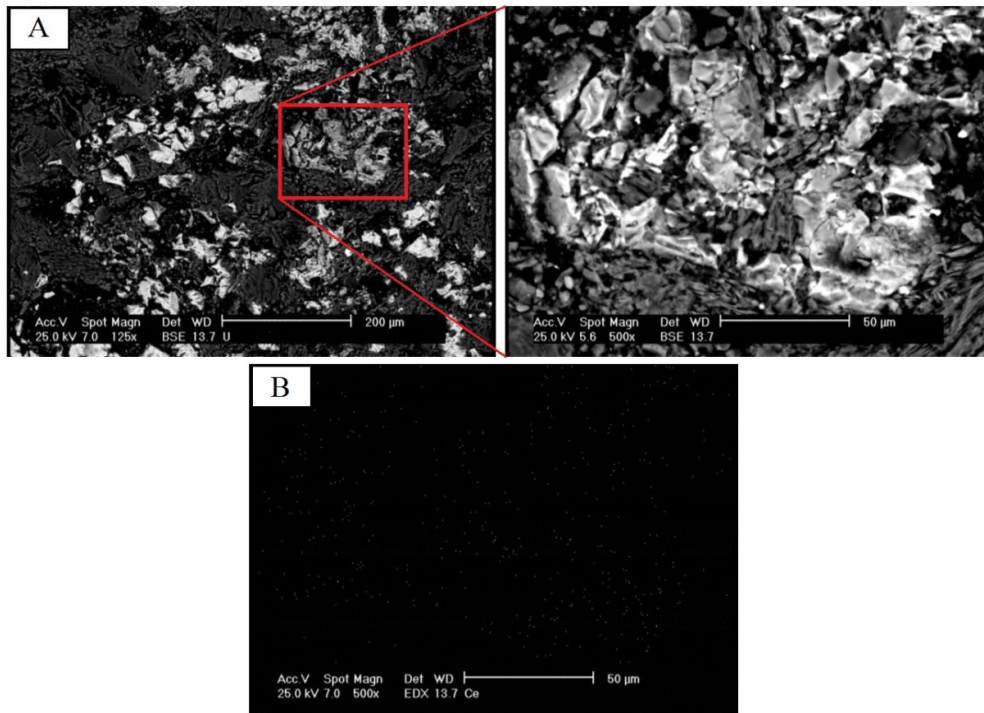 A
Acc.V Spot Magn Det WD 200 µm
25.0 kV 7.0 125x BSE 13.7 U
Acc.V Spot Magn Det WD 50 µm
25.0 kV 5.6 500x BSE 13.7
B
Acc.V Spot Magn Det WD 50 µm
25.0 kV 7.0 500x EDX 13.7 Ce